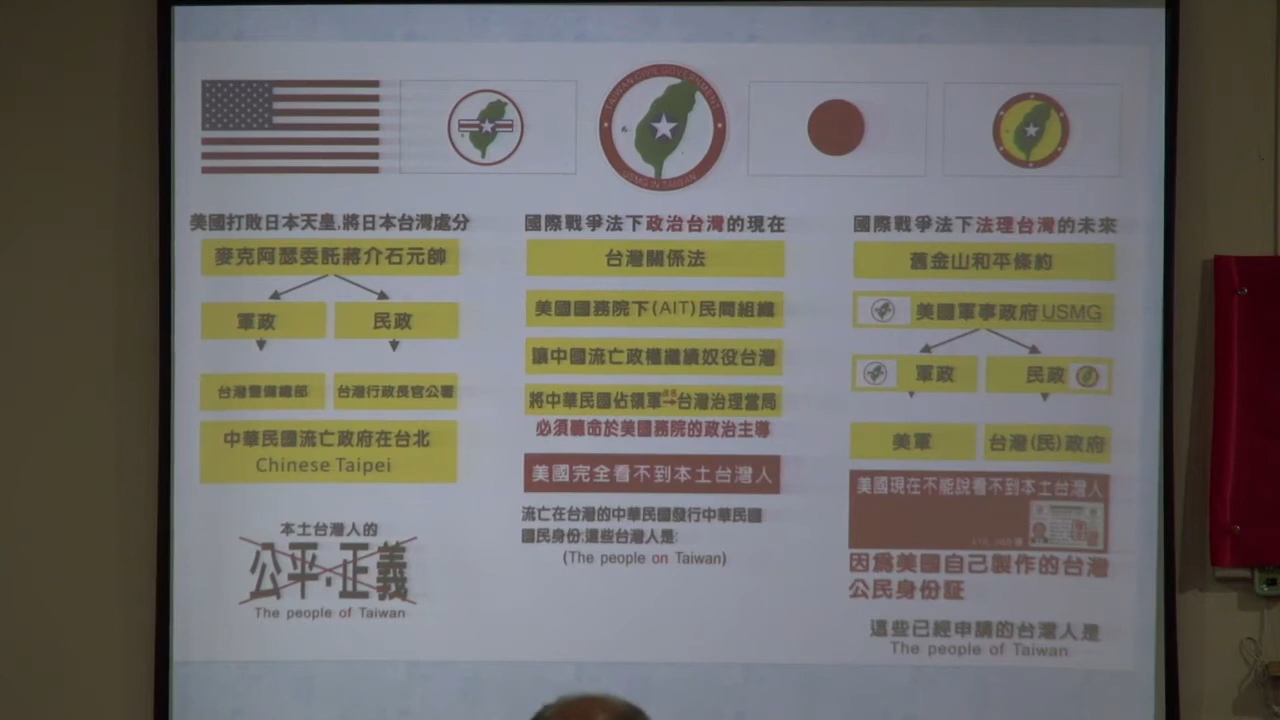 TAIWAN CIVIL GOVERNMENT
USMG IN TAIWAN
美國打敗日本天皇.將日本台灣處分
麥克阿瑟委託蔣介石元帥
軍政
民政
台灣警備總部
台灣行政長官公署
中華民國流亡政府在台北
Chinese Taipei
本土台灣人的
公平.正義
The people of Taiwan
國際戰爭法下政治台灣的現在
台灣關係法
美國國務院下(AIT)民間組織
讓中國流亡政權繼續奴役台灣
將中華民國佔領軍→台灣治理當局
必須聽命於美國務院的政治主導
美國完全看不到本土台灣人
流亡在台灣的中華民國發行中華民國
國民身份;這些台灣人是:
(The people on Taiwan)
國際戰爭法下法理台灣的未來
舊金山和平條約
美國軍事政府USMG
軍政
民政
美軍
台灣(民)政府
美國現在不能說看不到本土台灣人
因為美國自己製作的台灣
公民身份証
這些已經申請的台灣人是
The people of Taiwan